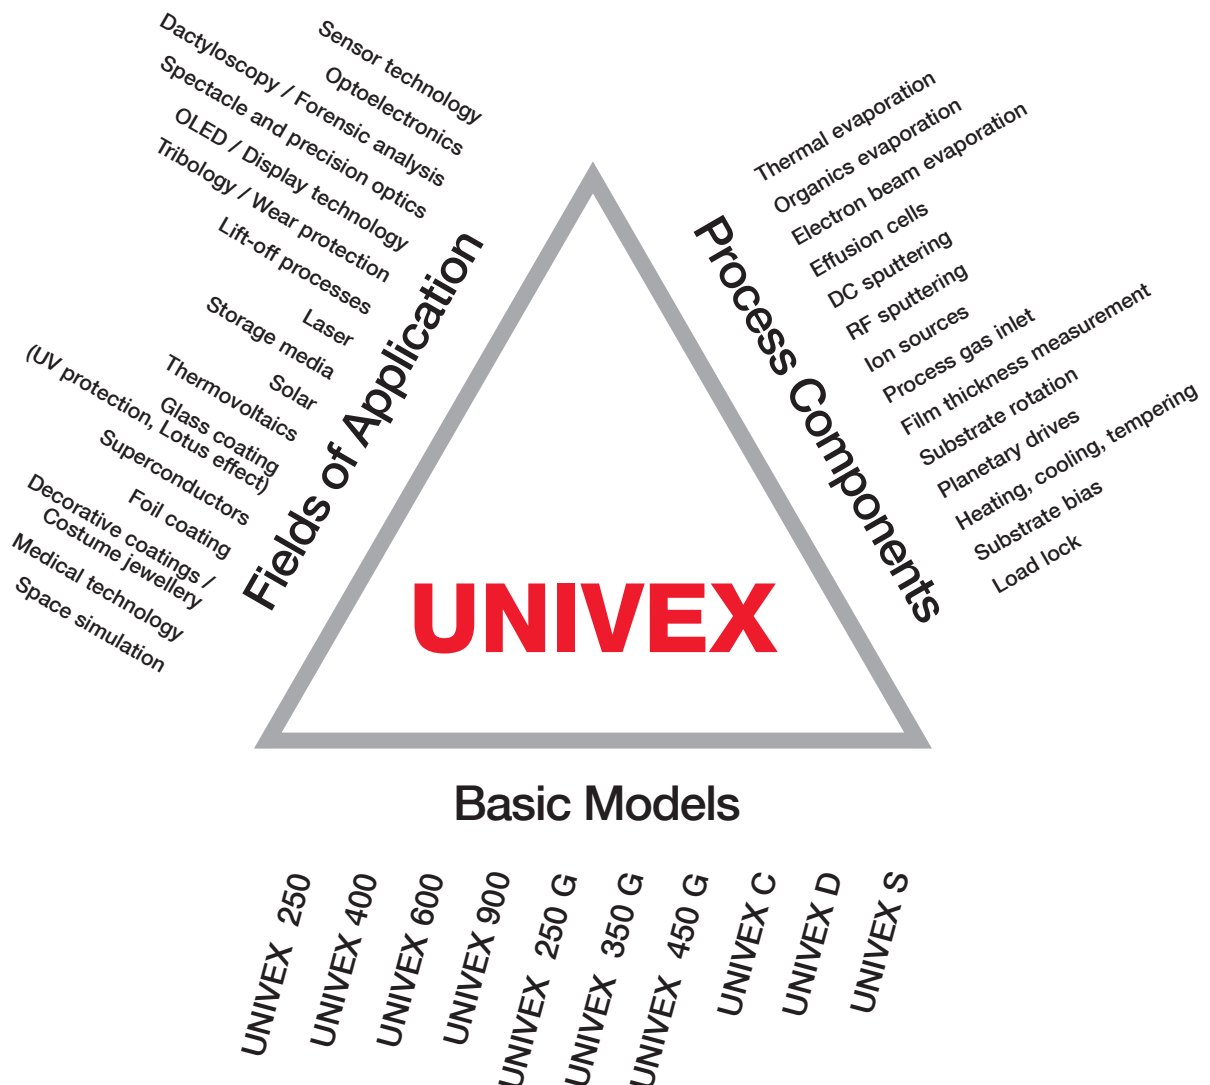 Sensor technology
Optoelectronics
Dactyloscopy / Forensic analysis
Spectacle and precision optics
OLED / Display technology
Tribology / Wear protection
Lift-off processes
Laser
Storage media
Solar
Thermovoltaics
Glass coating
(UV protection, Lotus effect)
Superconductors
Foil coating
Decorative coatings /
Costume jewellery
Medical technology
Space simulation
Fields of Application
Process Components
Thermal evaporation
Organics evaporation
Electron beam evaporation
Effusion cells
DC sputtering
RF sputtering
Ion sources
Process gas inlet
Film thickness measurement
Substrate rotation
Planetary drives
Heating, cooling, tempering
Substrate bias
Load lock
UNIVEX
Basic Models
UNIVEX 250
UNIVEX 400
UNIVEX 600
UNIVEX 900
UNIVEX 250 G
UNIVEX 350 G
UNIVEX 450 G
UNIVEX C
UNIVEX D
UNIVEX S